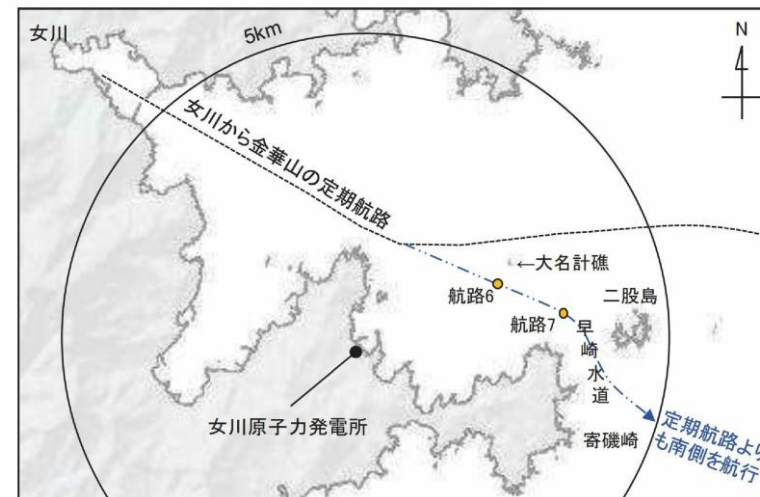 女川
5km
N
女川から金華山の定期航路
←大名計礁
航路6
二股島
航路7
早崎水道
女川原子力発電所
寄磯崎
定期航路より
も南側を航行